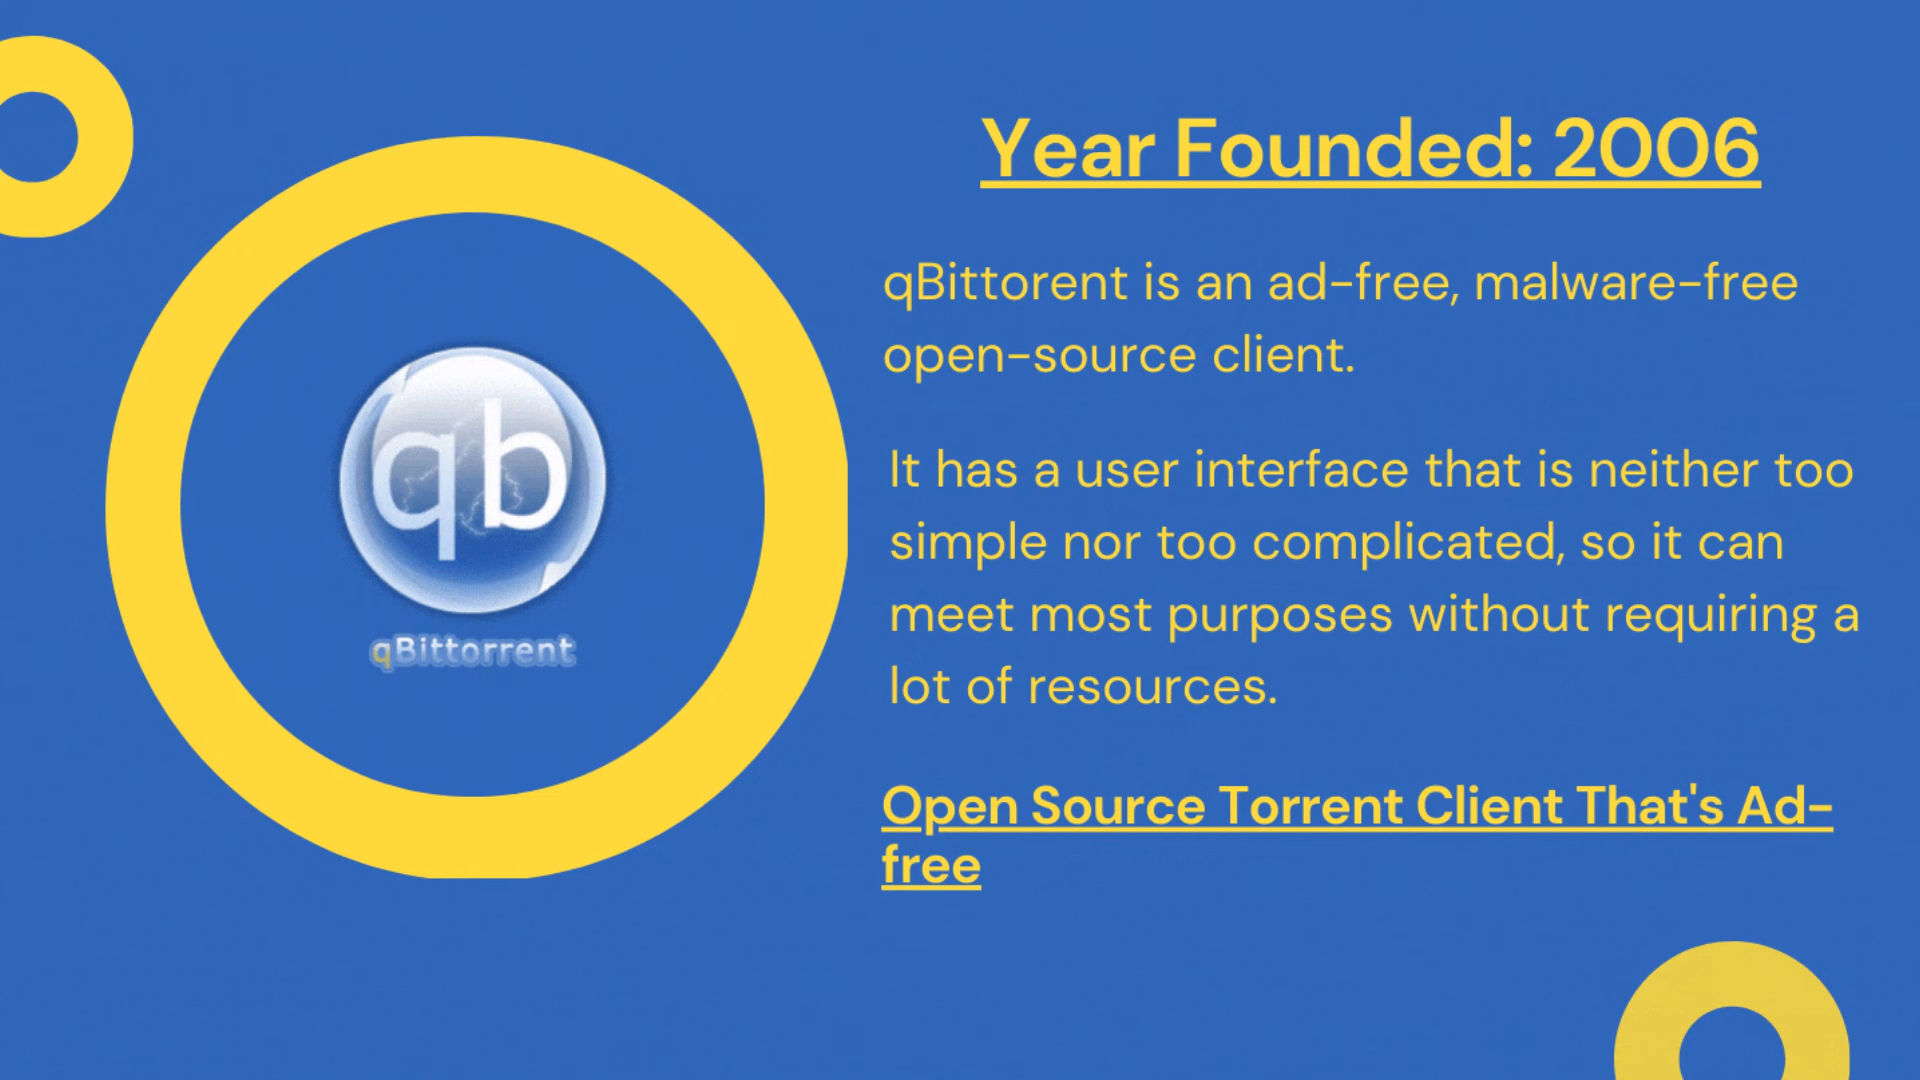 qb
qBittorrent
Year Founded: 2006
qBittorent is an ad-free, malware-free
open-source client.
It has a user interface that is neither too
simple nor too complicated, so it can
meet most purposes without requiring a
lot of resources.
Open Source Torrent Client That's Ad-
free